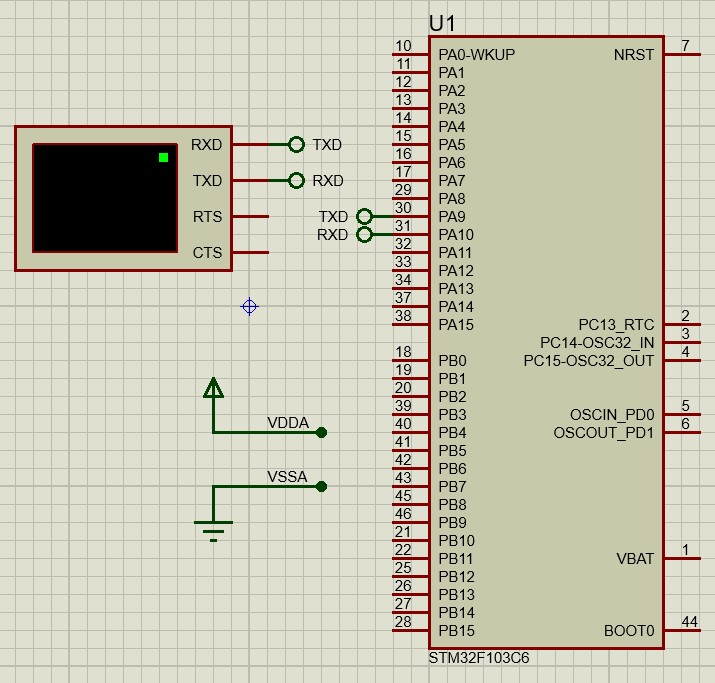 U1
10 PA0-WKUP NRST 7
11 PA1
12 PA2
13 PA3
14 PA4
RXD TXD 15 PA5
16 PA6
TXD RXD 17 PA7
29 PA8
RTS TXD 30 PA9
RXD 31 PA10
CTS 32 PA11
33 PA12
34 PA13
37 PA14
38 PA15 PC13_RTC 2
PC14-OSC32_IN 3
18 PB0 PC15-OSC32_OUT 4
19 PB1
20 PB2
39 PB3 OSCIN_PD0 5
VDDA 40 PB4 OSCOUT_PD1 6
41 PB5
42 PB6
VSSA 43 PB7
45 PB8
46 PB9
21 PB10
22 PB11 VBAT 1
25 PB12
26 PB13
27 PB14
28 PB15 BOOT0 44
STM32F103C6